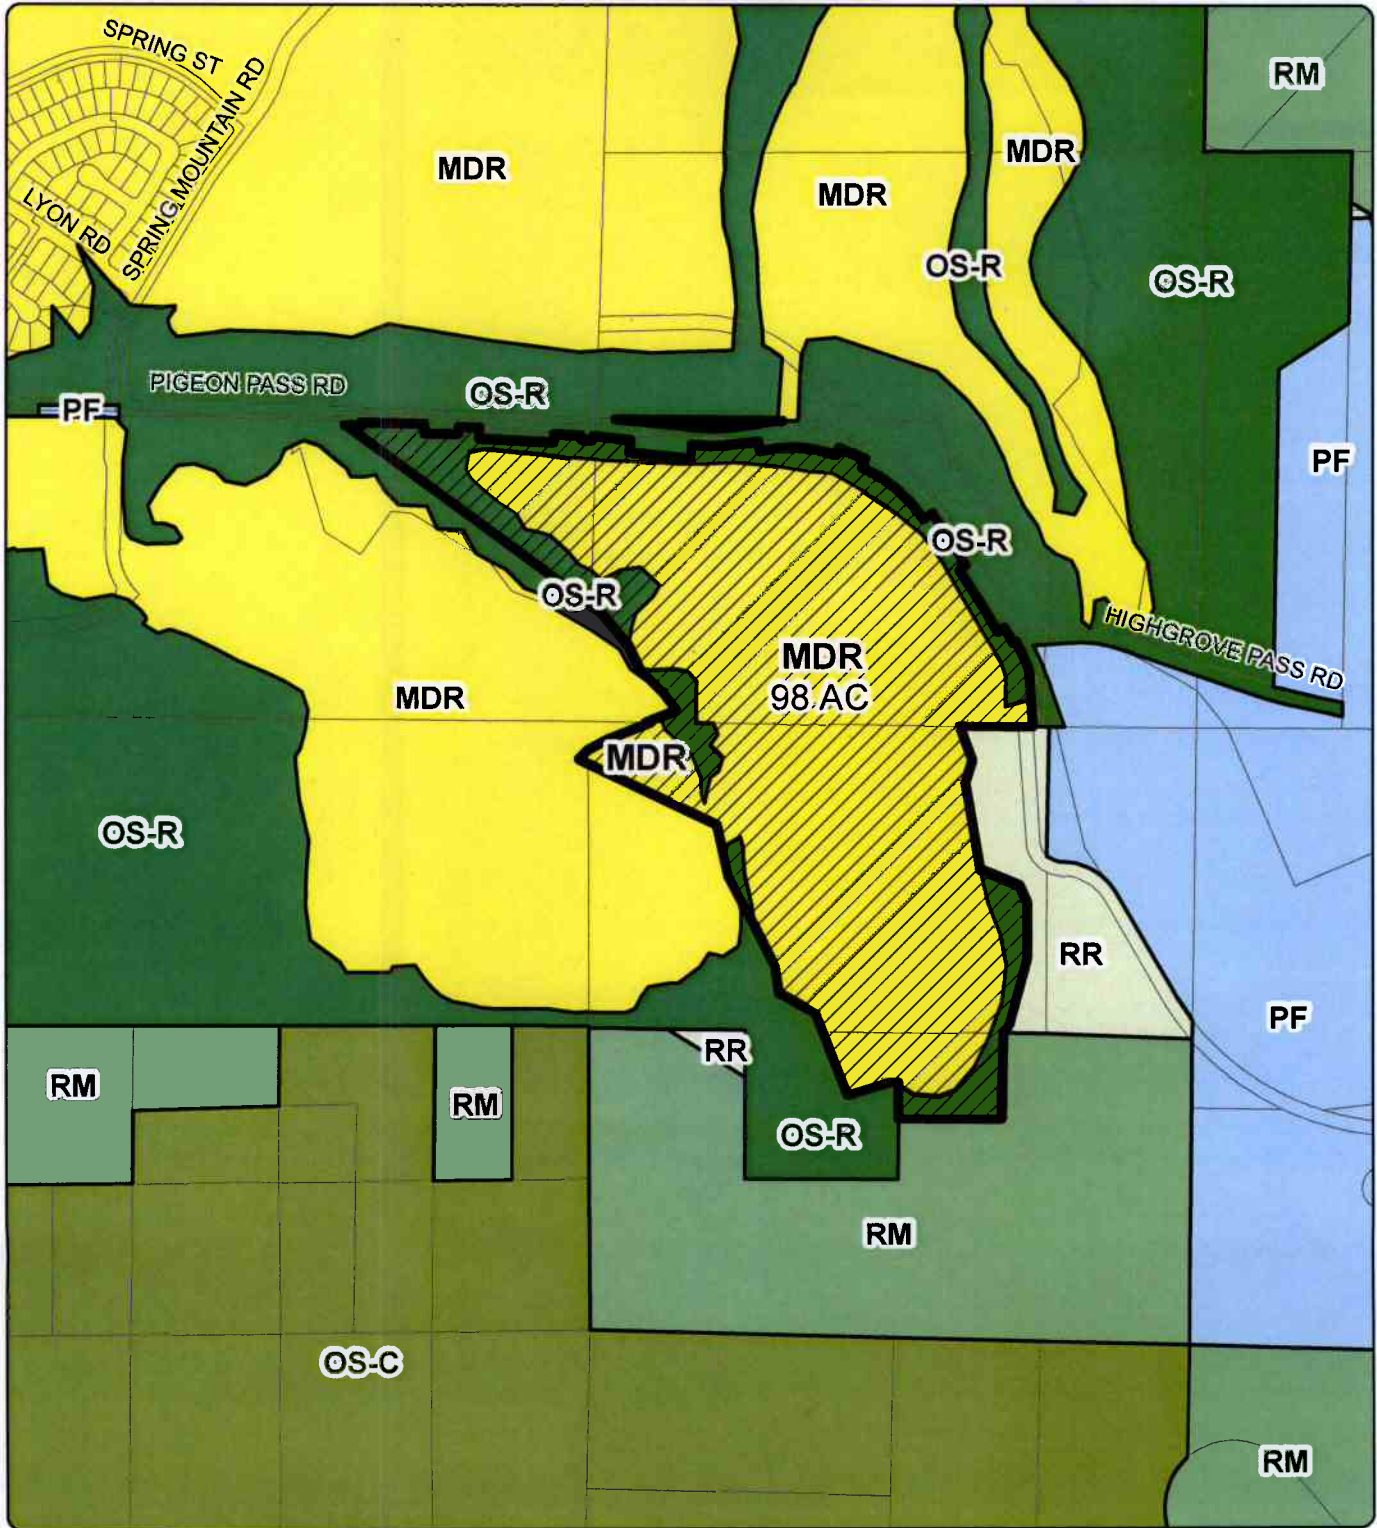 SPRING ST
RM
SPRING MOUNTAIN RD
MDR
MDR
MDR
LYON RD
OS-R
OS-R
PIGEON PASS RD
OS-R
PF
PF
OS-R
OS-R
HIGHGROVE PASS RD
MDR
98 AC
MDR
MDR
OS-R
RR
PF
RR
RM
RM
OS-R
RM
OS-C
RM